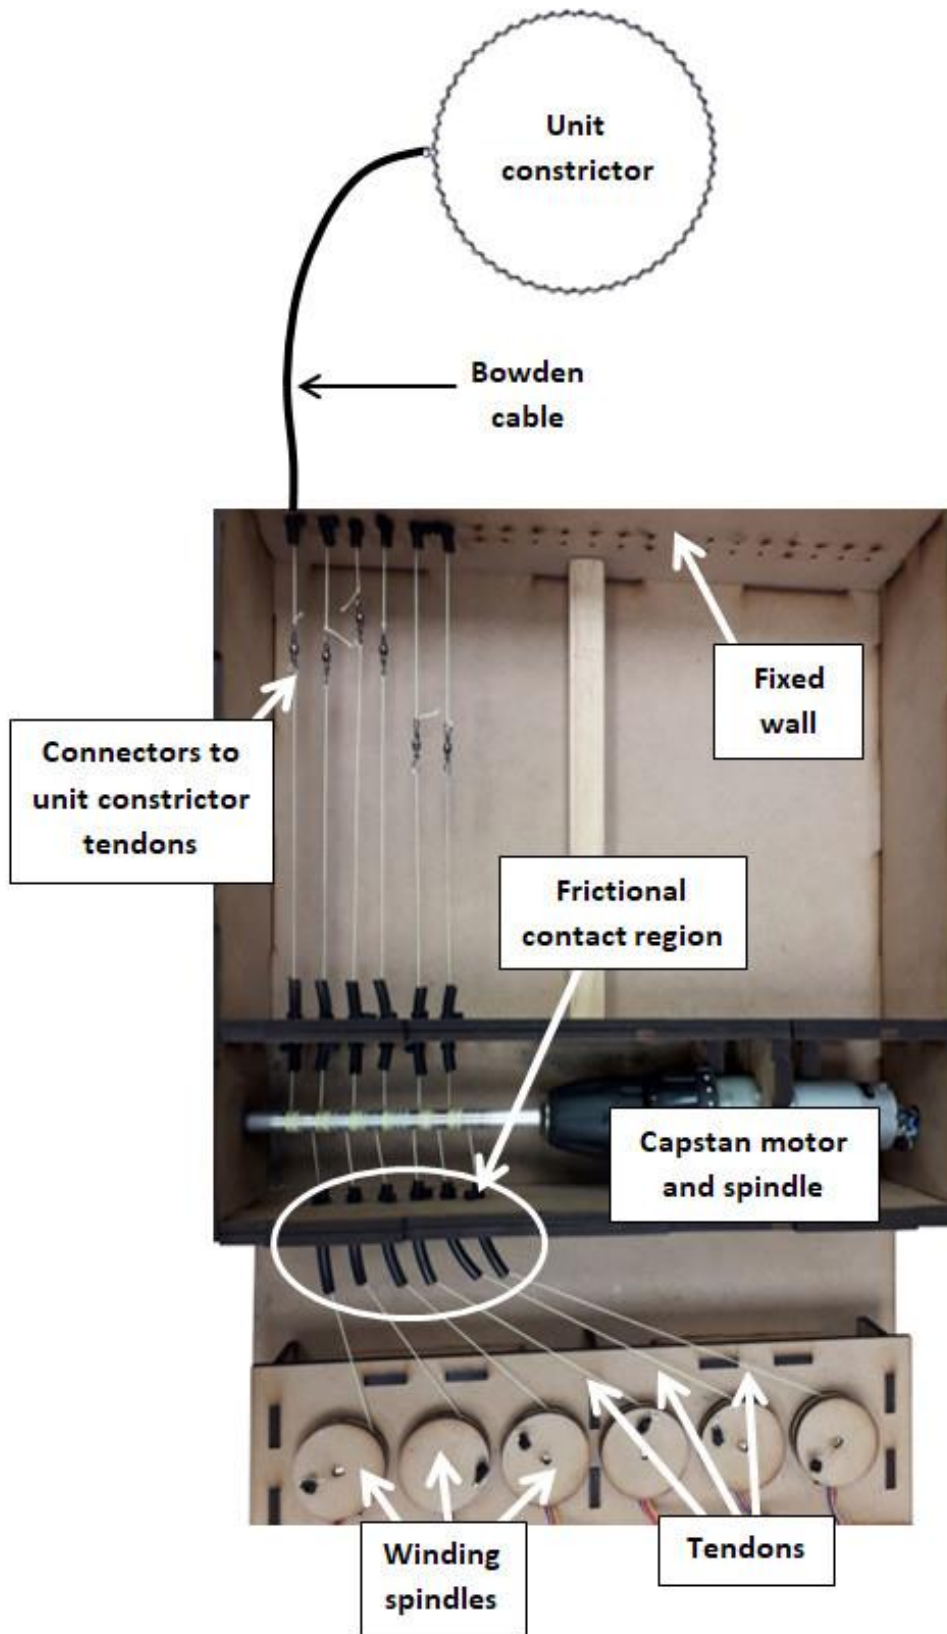 Unit
constrictor
Bowden
cable
Fixed
wall
Connectors to
unit constrictor
tendons
Frictional
contact region
Capstan motor
and spindle
Tendons
Winding
spindles